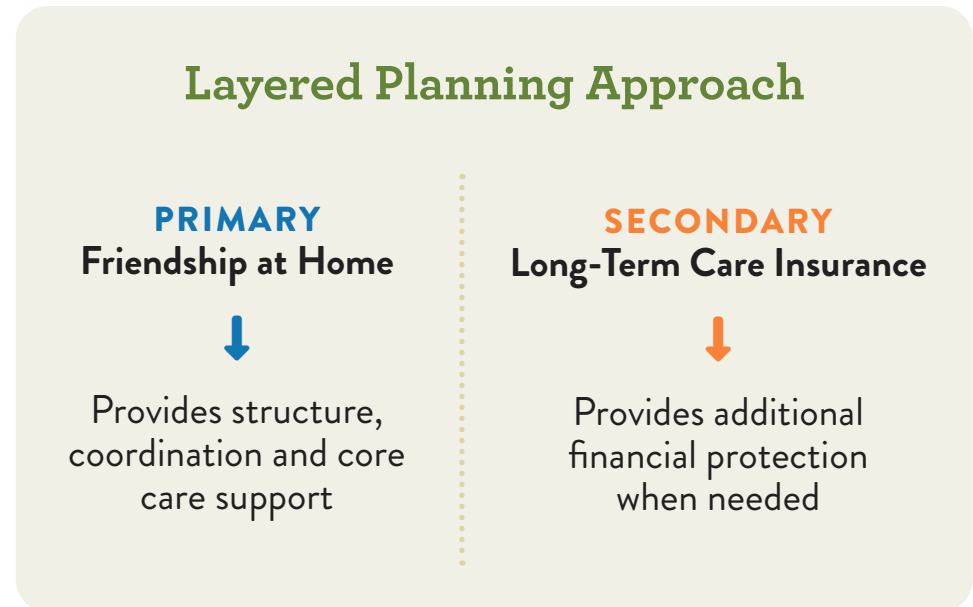 Layered Planning Approach
PRIMARY
Friendship at Home
Provides structure,
coordination and core
care support
SECONDARY
Long-Term Care Insurance
Provides additional
financial protection
when needed